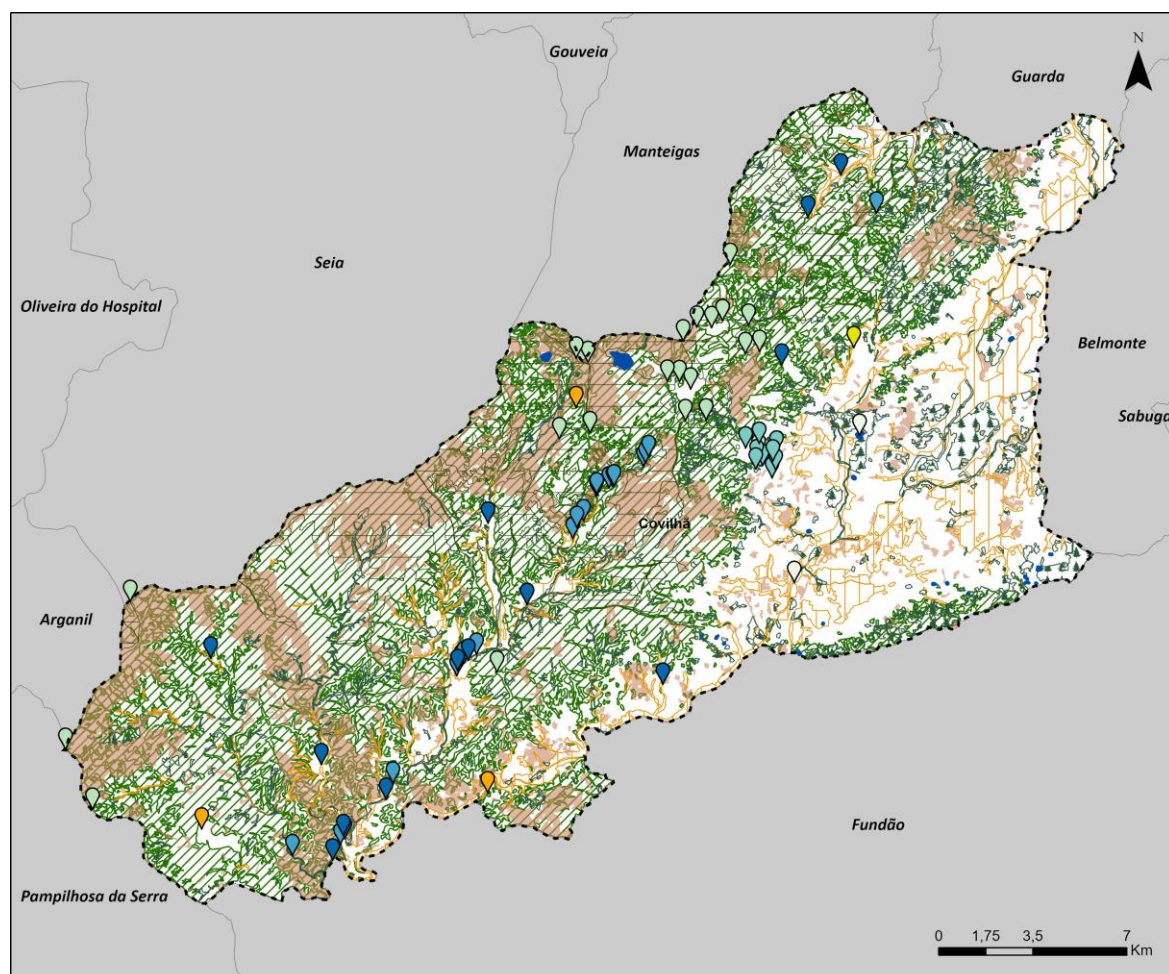 Gouveia
N
Guarda
Manteigas
Seia
Oliveira do Hospital
Belmonte
Sabuga
Covilhã
Arganil
Fundão
Pampilhosa da Serra
0 1,75 3,5 7
Km